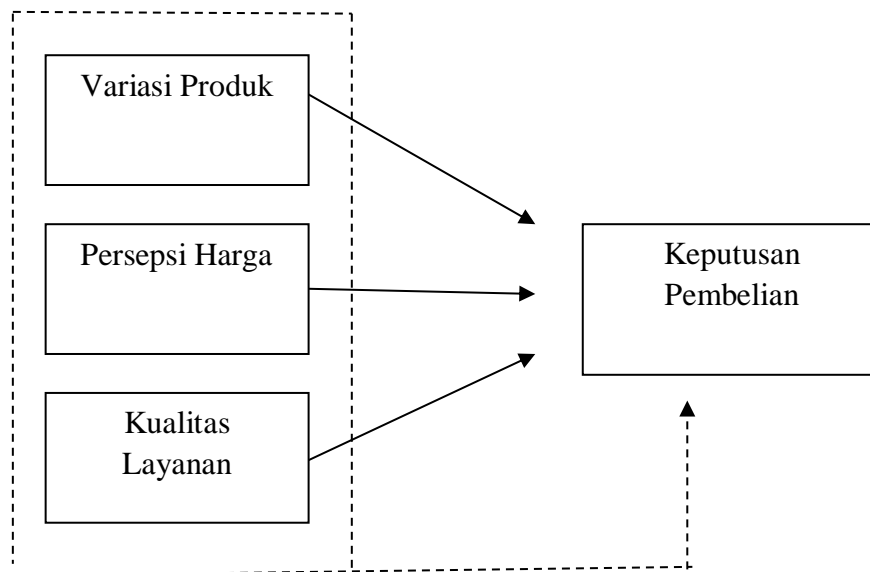 Variasi Produk
Persepsi Harga
Keputusan
Pembelian
Kualitas
Layanan